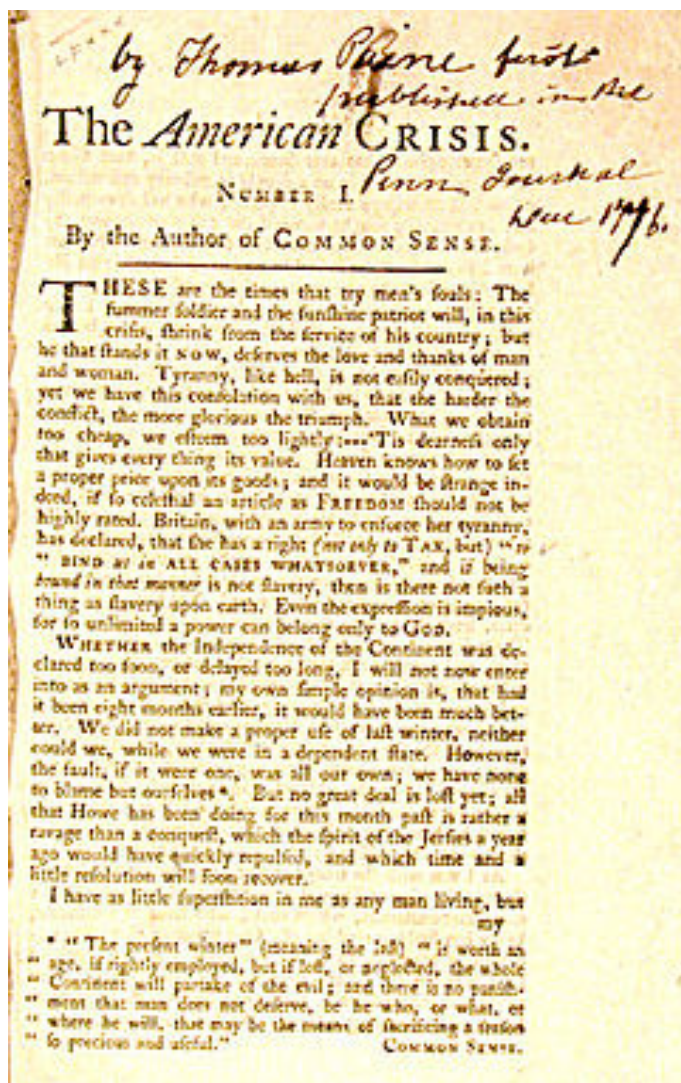 by Thomas Paine first
published in the
The American CRISIS.
Penn Journal
NUMBER I.
Dec 1776.
By the Author of COMMON SENSE.
THESE are the times that try men's ſouls: The
ſummer ſoldier and the ſunſhine patriot will, in this
criſis, ſhrink from the ſervice of his country; but
he that ſtands it NOW, deſerves the love and thanks of man
and woman. Tyranny, like hell, is not eaſily conquered;
yet we have this conſolation with us, that the harder the
conflict, the more glorious the triumph. What we obtain
too cheap, we eſteem too lightly:---'Tis dearneſs only
that gives every thing its value. Heaven knows how to ſet
a proper price upon its goods; and it would be ſtrange in-
deed, if ſo celeſtial an article as FREEDOM ſhould not be
highly rated. Britain, with an army to enforce her tyranny,
has declared, that ſhe has a right (not only to TAX, but) "to
" BIND us in ALL CASES WHATSOEVER," and if being
bound in that manner is not ſlavery, then is there not ſuch a
thing as ſlavery upon earth. Even the expreſſion is impious,
for ſo unlimited a power can belong only to GOD.
WHETHER the Independence of the Continent was de-
clared too ſoon, or delayed too long, I will not now enter
into as an argument; my own ſimple opinion is, that had
it been eight months earlier, it would have been much bet-
ter. We did not make a proper uſe of laſt winter, neither
could we, while we were in a dependent ſtate. However,
the fault, if it were one, was all our own; we have none
to blame but ourſelves *. But no great deal is loſt yet; all
that Howe has been doing for this month paſt is rather a
ravage than a conqueſt, which the ſpirit of the Jerſies a year
ago would have quickly repulſed, and which time and a
little reſolution will ſoon recover.
I have as little ſuperſtition in me as any man living, but
my
* " The preſent winter" (meaning the laſt) " is worth an
" age, if rightly employed, but if loſt, or neglected, the whole
" Continent will partake of the evil; and there is no puniſh-
" ment that man does not deſerve, be he who, or what, or
" where he will, that may be the means of ſacrificing a ſeaſon
" ſo precious and uſeful." COMMON SENSE.